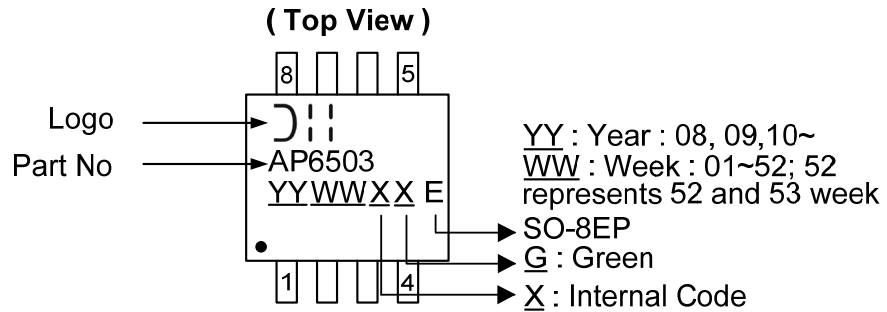 ( Top View )
8 5
Logo
Part No
AP6503
YYWWXX E
1 4
YY : Year : 08, 09,10~
WW : Week : 01~52; 52
represents 52 and 53 week
SO-8EP
G : Green
X : Internal Code